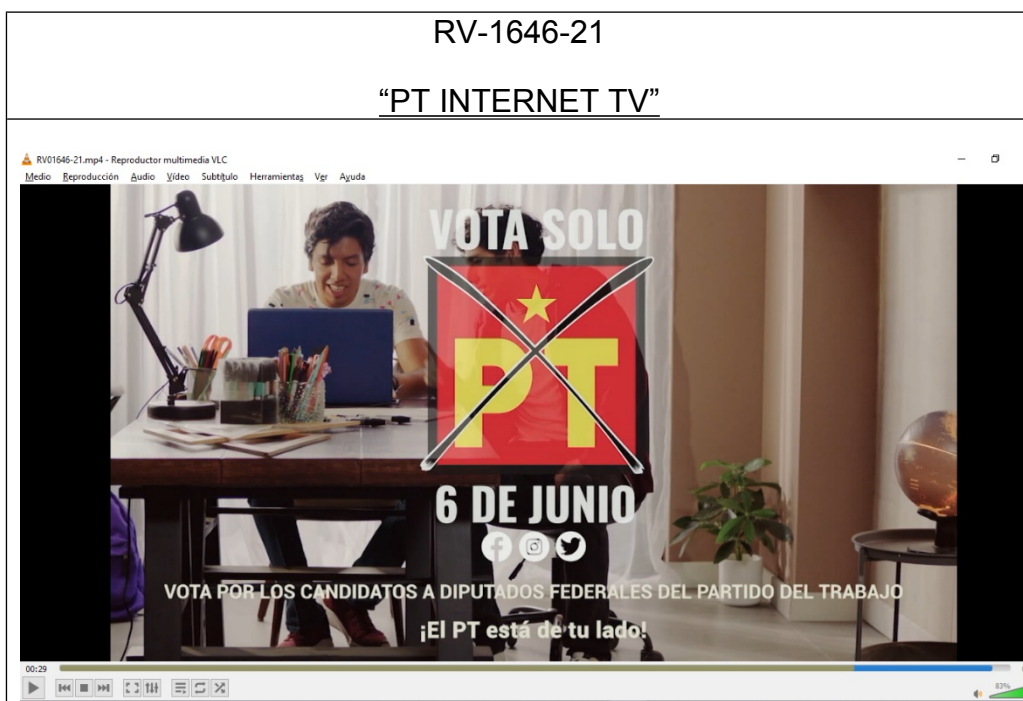 RV-1646-21
“PT INTERNET TV”
RV01646-21.mp4 - Reproductor multimedia VLC
Medio Reproducción Audio Vídeo Subtítulo Herramientas Ver Ayuda
VOTA SOLO
PT
6 DE JUNIO
VOTA POR LOS CANDIDATOS A DIPUTADOS FEDERALES DEL PARTIDO DEL TRABAJO
¡El PT está de tu lado!
00:29
83%